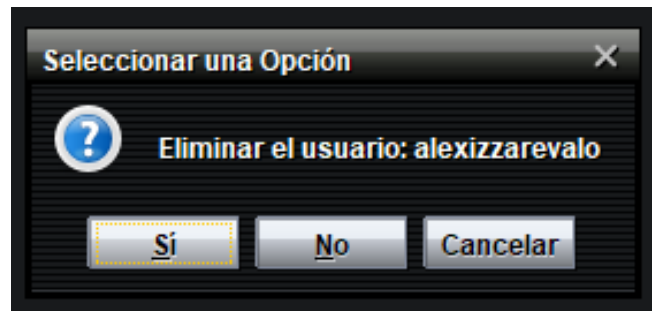 Seleccionar una Opción
Eliminar el usuario: alexizzarevalo
Sí No Cancelar